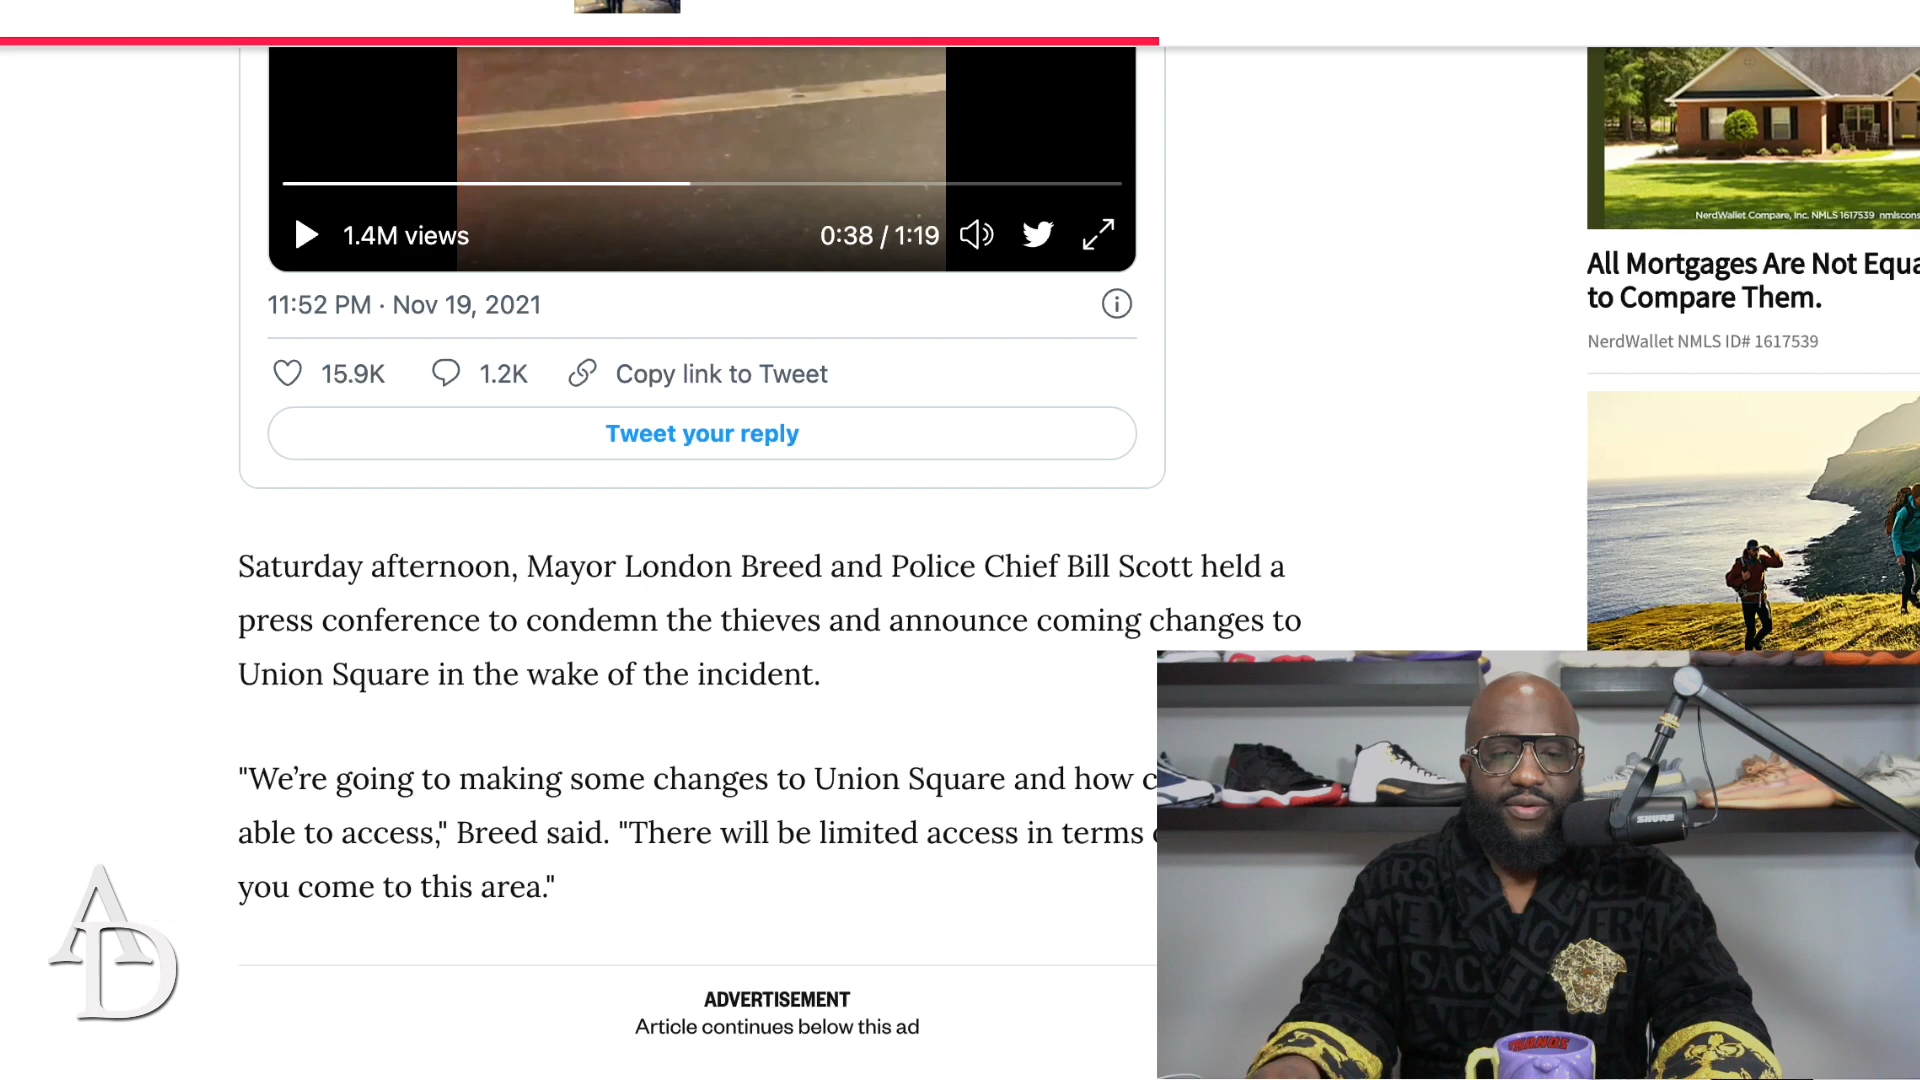 1.4M views
0:38 / 1:19
11:52 PM · Nov 19, 2021
15.9K
1.2K
Copy link to Tweet
Tweet your reply
Saturday afternoon, Mayor London Breed and Police Chief Bill Scott held a
press conference to condemn the thieves and announce coming changes to
Union Square in the wake of the incident.
"We’re going to making some changes to Union Square and how
able to access," Breed said. "There will be limited access in terms
you come to this area."
ADVERTISEMENT
Article continues below this ad
NerdWallet Compare, Inc. NMLS 1617539
All Mortgages Are Not
to Compare Them.
NerdWallet NMLS ID# 1617539
SHURE
THANOS
AD